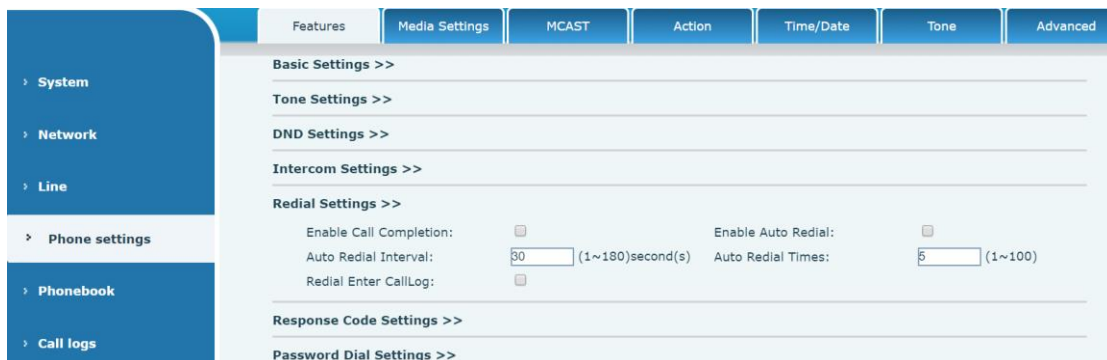 Features Media Settings MCAST Action Time/Date Tone Advanced
› System
› Network
› Line
› Phone settings
› Phonebook
› Call logs
Basic Settings >>
Tone Settings >>
DND Settings >>
Intercom Settings >>
Redial Settings >>
Enable Call Completion: Enable Auto Redial:
Auto Redial Interval: 30 (1~180)second(s) Auto Redial Times: 5 (1~100)
Redial Enter CallLog:
Response Code Settings >>
Password Dial Settings >>